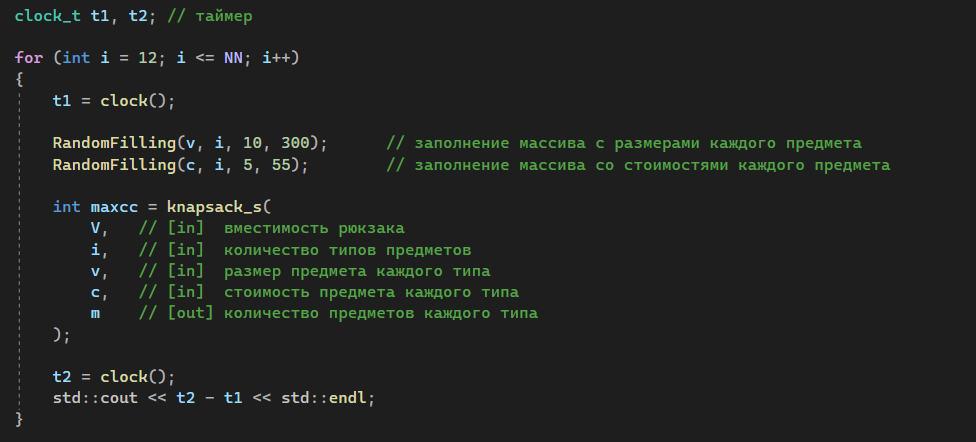 clock_t t1, t2; // таймер
for (int i = 12; i <= NN; i++)
{
t1 = clock();
RandomFilling(v, i, 10, 300); // заполнение массива с размерами каждого предмета
RandomFilling(c, i, 5, 55); // заполнение массива со стоимостями каждого предмета
int maxcc = knapsack_s(
V, // [in] вместимость рюкзака
i, // [in] количество типов предметов
v, // [in] размер предмета каждого типа
c, // [in] стоимость предмета каждого типа
m // [out] количество предметов каждого типа
);
t2 = clock();
std::cout << t2 - t1 << std::endl;
}